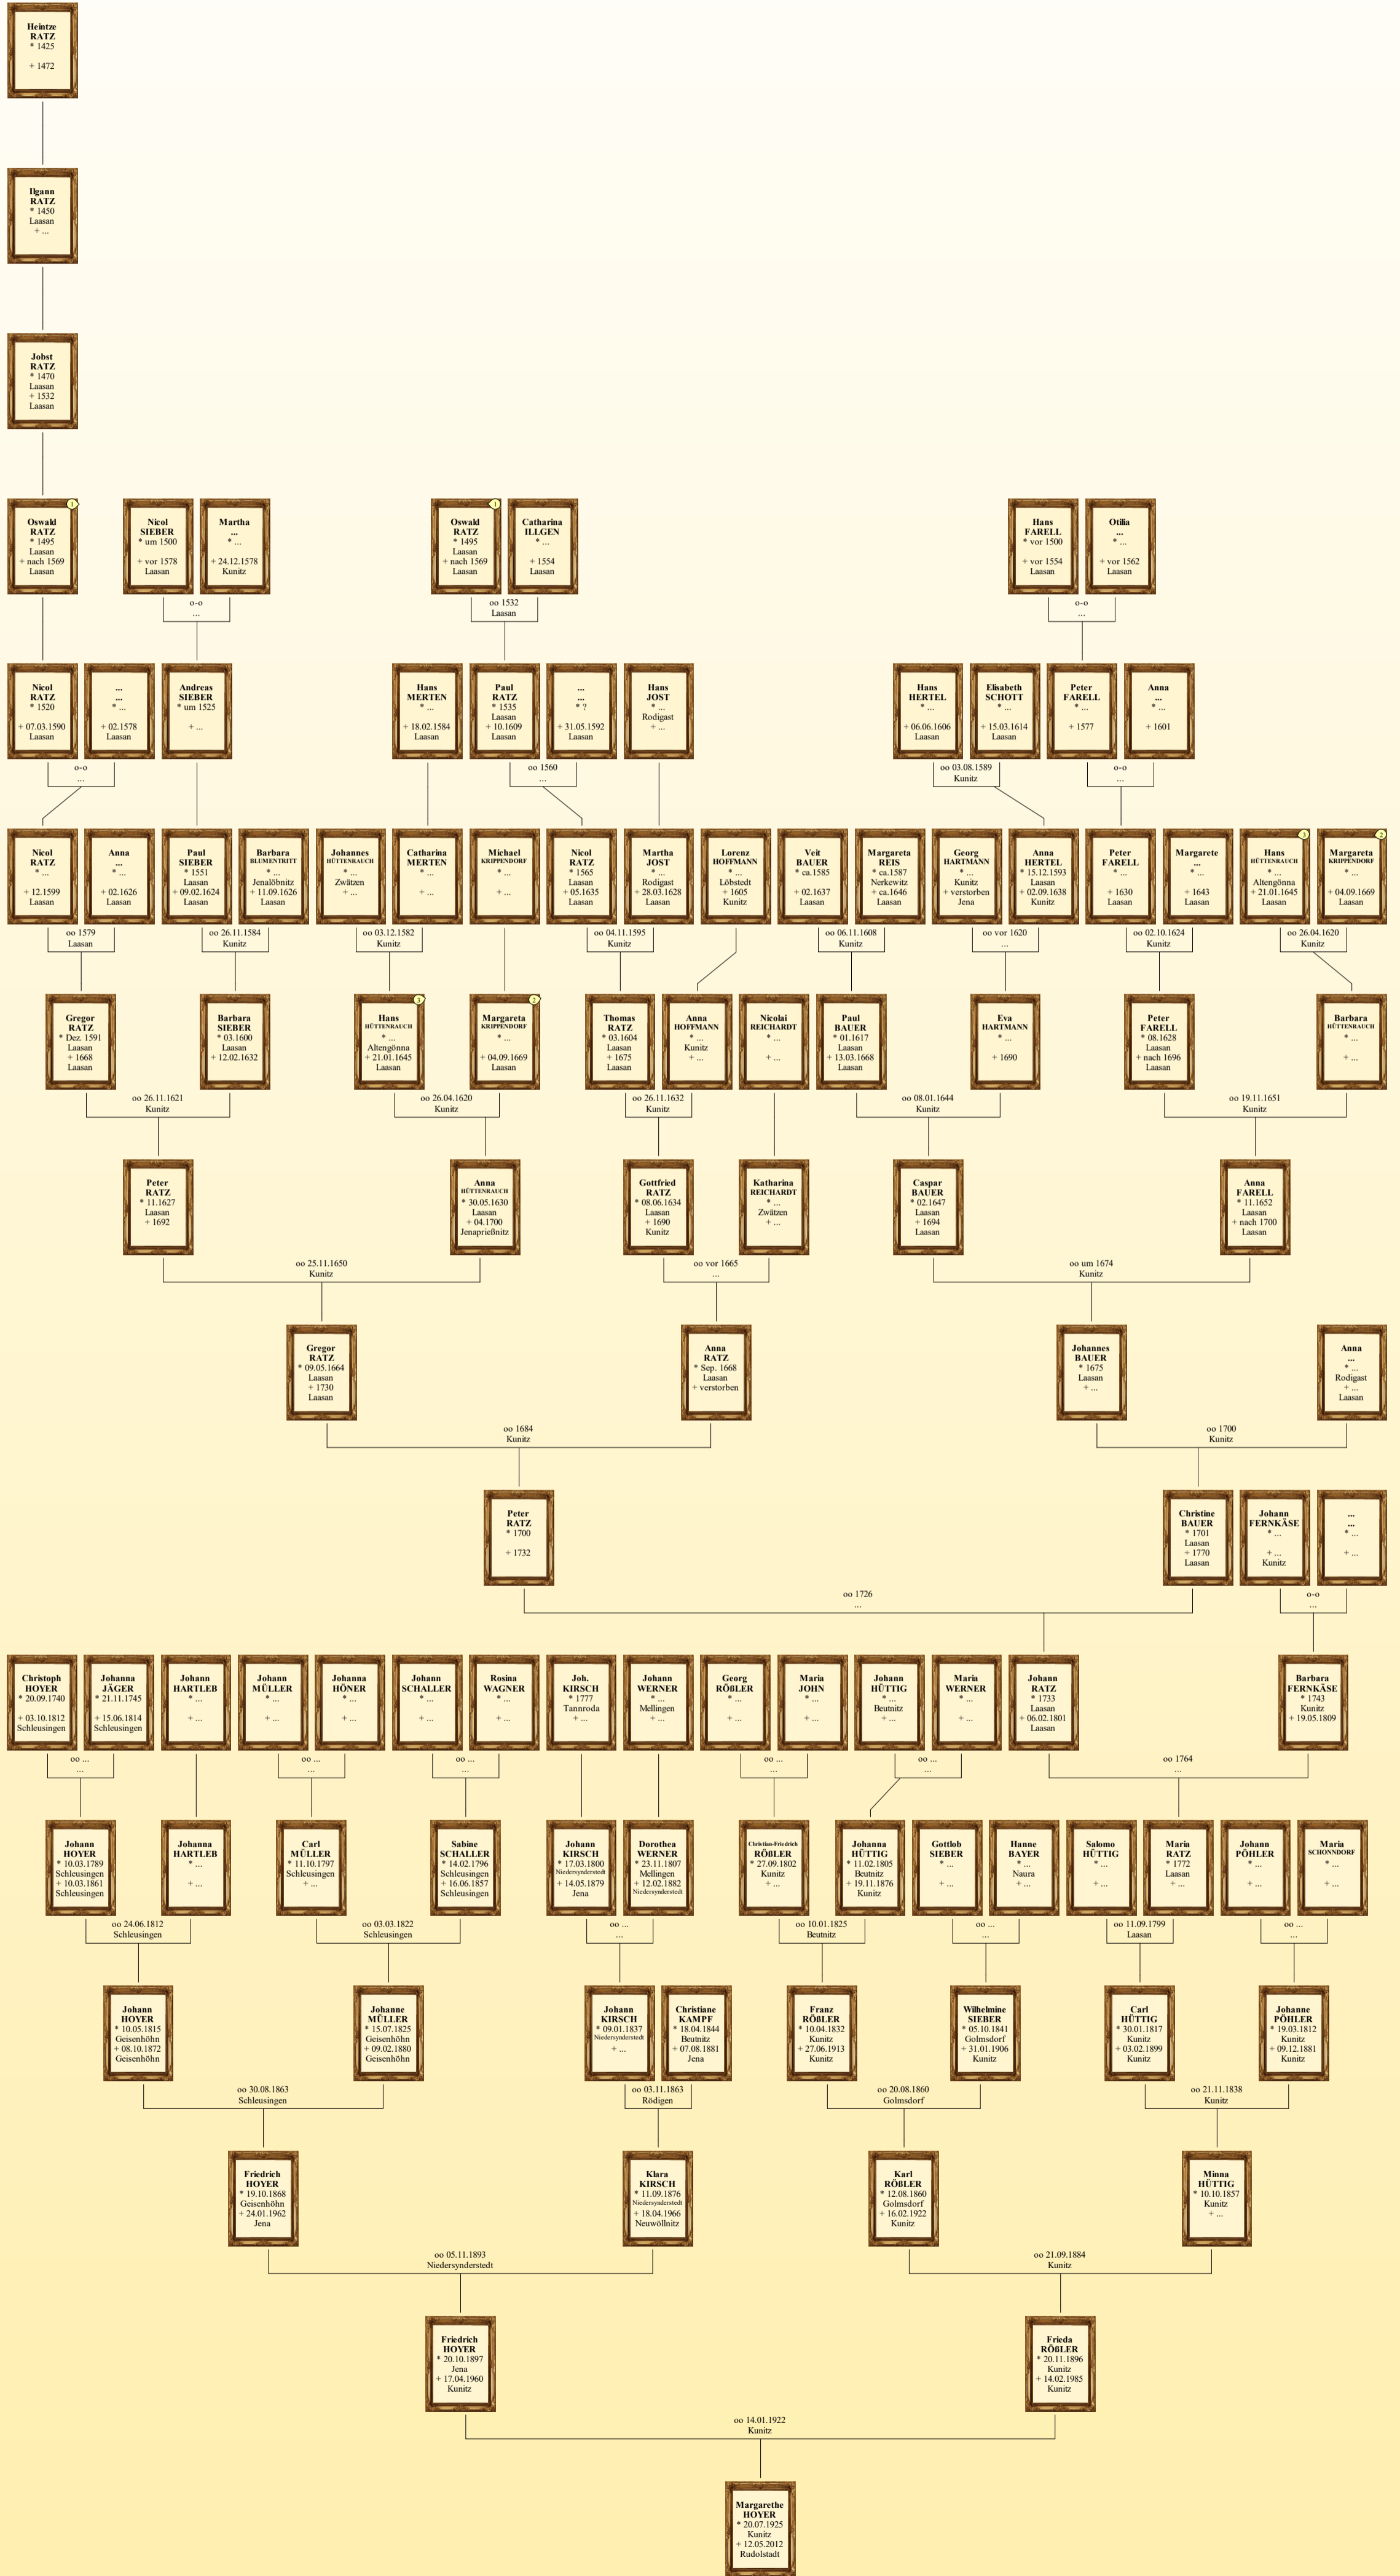 Heintze
RATZ
* 1425
+ 1472
Ilgann
RATZ
* 1450
Laasan
+ ...
Jobst
RATZ
* 1470
Laasan
+ 1532
Laasan
1
Oswald
RATZ
* 1495
Laasan
+ nach 1569
Laasan
Nicol
SIEBER
* um 1500
+ vor 1578
Laasan
Martha
...
* ...
+ 24.12.1578
Kunitz
1
Oswald
RATZ
* 1495
Laasan
+ nach 1569
Laasan
Catharina
ILLGEN
* ...
+ 1554
Laasan
Hans
FARELL
* vor 1500
+ vor 1554
Laasan
Otilia
...
* ...
+ vor 1562
Laasan
o-o
...
oo 1532
Laasan
o-o
...
Nicol
RATZ
* 1520
+ 07.03.1590
Laasan
...
...
* ...
+ 02.1578
Laasan
Andreas
SIEBER
* um 1525
+ ...
Hans
MERTEN
* ...
+ 18.02.1584
Laasan
Paul
RATZ
* 1535
Laasan
+ 10.1609
Laasan
...
...
* ?
+ 31.05.1592
Laasan
Hans
JOST
* ...
Rodigast
+ ...
Hans
HERTEL
* ...
+ 06.06.1606
Laasan
Elisabeth
SCHOTT
* ...
+ 15.03.1614
Laasan
Peter
FARELL
* ...
+ 1577
Anna
...
* ...
+ 1601
o-o
...
oo 1560
...
oo 03.08.1589
Kunitz
o-o
...
Nicol
RATZ
* ...
+ 12.1599
Laasan
Anna
...
* ...
+ 02.1626
Laasan
Paul
SIEBER
* 1551
Laasan
+ 09.02.1624
Laasan
Barbara
BLUMENTRITT
* ...
Jenalöbnitz
+ 11.09.1626
Laasan
Johannes
HÜTTENRAUCH
* ...
Zwätzen
+ ...
Catharina
MERTEN
* ...
+ ...
Michael
KRIPPENDORF
* ...
+ ...
Nicol
RATZ
* 1565
Laasan
+ 05.1635
Laasan
Martha
JOST
* ...
Rodigast
+ 28.03.1628
Laasan
Lorenz
HOFFMANN
* ...
Löbstedt
+ 1605
Kunitz
Veit
BAUER
* ca.1585
+ 02.1637
Laasan
Margareta
REIS
* ca.1587
Nerkewitz
+ ca.1646
Laasan
Georg
HARTMANN
* ...
Kunitz
+ verstorben
Jena
Anna
HERTEL
* 15.12.1593
Laasan
+ 02.09.1638
Kunitz
Peter
FARELL
* ...
+ 1630
Laasan
Margarete
...
* ...
+ 1643
Laasan
3
Hans
HÜTTENRAUCH
* ...
Altengönna
+ 21.01.1645
Laasan
2
Margareta
KRIPPENDORF
* ...
+ 04.09.1669
Laasan
oo 1579
Laasan
oo 26.11.1584
Kunitz
oo 03.12.1582
Kunitz
oo 04.11.1595
Kunitz
oo 06.11.1608
Kunitz
oo vor 1620
...
oo 02.10.1624
Kunitz
oo 26.04.1620
Kunitz
Gregor
RATZ
* Dez. 1591
Laasan
+ 1668
Laasan
Barbara
SIEBER
* 03.1600
Laasan
+ 12.02.1632
3
Hans
HÜTTENRAUCH
* ...
Altengönna
+ 21.01.1645
Laasan
2
Margareta
KRIPPENDORF
* ...
+ 04.09.1669
Laasan
Thomas
RATZ
* 03.1604
Laasan
+ 1675
Laasan
Anna
HOFFMANN
* ...
Kunitz
+ ...
Nicolai
REICHARDT
* ...
+ ...
Paul
BAUER
* 01.1617
Laasan
+ 13.03.1668
Laasan
Eva
HARTMANN
* ...
+ 1690
Peter
FARELL
* 08.1628
Laasan
+ nach 1696
Laasan
Barbara
HÜTTENRAUCH
* ...
+ ...
oo 26.11.1621
Kunitz
oo 26.04.1620
Kunitz
oo 26.11.1632
Kunitz
oo 08.01.1644
Kunitz
oo 19.11.1651
Kunitz
Peter
RATZ
* 11.1627
Laasan
+ 1692
Anna
HÜTTENRAUCH
* 30.05.1630
Laasan
+ 04.1700
Jenaprießnitz
Gottfried
RATZ
* 08.06.1634
Laasan
+ 1690
Kunitz
Katharina
REICHARDT
* ...
Zwätzen
+ ...
Caspar
BAUER
* 02.1647
Laasan
+ 1694
Laasan
Anna
FARELL
* 11.1652
Laasan
+ nach 1700
Laasan
oo 25.11.1650
Kunitz
oo vor 1665
...
oo um 1674
Kunitz
Gregor
RATZ
* 09.05.1664
Laasan
+ 1730
Laasan
Anna
RATZ
* Sep. 1668
Laasan
+ verstorben
Johannes
BAUER
* 1675
Laasan
+ ...
Anna
...
* ...
Rodigast
+ ...
Laasan
oo 1684
Kunitz
oo 1700
Kunitz
Peter
RATZ
* 1700
+ 1732
Christine
BAUER
* 1701
Laasan
+ 1770
Laasan
Johann
FERNKÄSE
* ...
+ ...
Kunitz
...
...
* ...
+ ...
oo 1726
...
o-o
...
Christoph
HOYER
* 20.09.1740
+ 03.10.1812
Schleusingen
Johanna
JÄGER
* 21.11.1745
+ 15.06.1814
Schleusingen
Johann
HARTLEB
* ...
+ ...
Johann
MÜLLER
* ...
+ ...
Johanna
HÖNER
* ...
+ ...
Johann
SCHALLER
* ...
+ ...
Rosina
WAGNER
* ...
+ ...
Joh.
KIRSCH
* 1777
Tannroda
+ ...
Johann
WERNER
* ...
Mellingen
+ ...
Georg
RÖßLER
* ...
+ ...
Maria
JOHN
* ...
+ ...
Johann
HÜTTIG
* ...
Beutnitz
+ ...
Maria
WERNER
* ...
+ ...
Johann
RATZ
* 1733
Laasan
+ 06.02.1801
Laasan
Barbara
FERNKÄSE
* 1743
Kunitz
+ 19.05.1809
oo ...
...
oo ...
...
oo ...
...
oo ...
...
oo ...
...
oo 1764
...
Johann
HOYER
* 10.03.1789
Schleusingen
+ 10.03.1861
Schleusingen
Johanna
HARTLEB
* ...
+ ...
Carl
MÜLLER
* 11.10.1797
Schleusingen
+ ...
Sabine
SCHALLER
* 14.02.1796
Schleusingen
+ 16.06.1857
Schleusingen
Johann
KIRSCH
* 17.03.1800
Niedersynderstedt
+ 14.05.1879
Jena
Dorothea
WERNER
* 23.11.1807
Mellingen
+ 12.02.1882
Niedersynderstedt
Christian-Friedrich
RÖßLER
* 27.09.1802
Kunitz
+ ...
Johanna
HÜTTIG
* 11.02.1805
Beutnitz
+ 19.11.1876
Kunitz
Gottlob
SIEBER
* ...
+ ...
Hanne
BAYER
* ...
Naura
+ ...
Salomo
HÜTTIG
* ...
+ ...
Maria
RATZ
* 1772
Laasan
+ ...
Johann
PÖHLER
* ...
+ ...
Maria
SCHONNDORF
* ...
+ ...
oo 24.06.1812
Schleusingen
oo 03.03.1822
Schleusingen
oo ...
...
oo 10.01.1825
Beutnitz
oo ...
...
oo 11.09.1799
Laasan
oo ...
...
Johann
HOYER
* 10.05.1815
Geisenhöhn
+ 08.10.1872
Geisenhöhn
Johanne
MÜLLER
* 15.07.1825
Geisenhöhn
+ 09.02.1880
Geisenhöhn
Johann
KIRSCH
* 09.01.1837
Niedersynderstedt
+ ...
Christiane
KAMPF
* 18.04.1844
Beutnitz
+ 07.08.1881
Jena
Franz
RÖßLER
* 10.04.1832
Kunitz
+ 27.06.1913
Kunitz
Wilhelmine
SIEBER
* 05.10.1841
Golmsdorf
+ 31.01.1906
Kunitz
Carl
HÜTTIG
* 30.01.1817
Kunitz
+ 03.02.1899
Kunitz
Johanne
PÖHLER
* 19.03.1812
Kunitz
+ 09.12.1881
Kunitz
oo 30.08.1863
Schleusingen
oo 03.11.1863
Rödigen
oo 20.08.1860
Golmsdorf
oo 21.11.1838
Kunitz
Friedrich
HOYER
* 19.10.1868
Geisenhöhn
+ 24.01.1962
Jena
Klara
KIRSCH
* 11.09.1876
Niedersynderstedt
+ 18.04.1966
Neuwöllnitz
Karl
RÖßLER
* 12.08.1860
Golmsdorf
+ 16.02.1922
Kunitz
Minna
HÜTTIG
* 10.10.1857
Kunitz
+ ...
oo 05.11.1893
Niedersynderstedt
oo 21.09.1884
Kunitz
Friedrich
HOYER
* 20.10.1897
Jena
+ 17.04.1960
Kunitz
Frieda
RÖßLER
* 20.11.1896
Kunitz
+ 14.02.1985
Kunitz
oo 14.01.1922
Kunitz
Margarethe
HOYER
* 20.07.1925
Kunitz
+ 12.05.2012
Rudolstadt